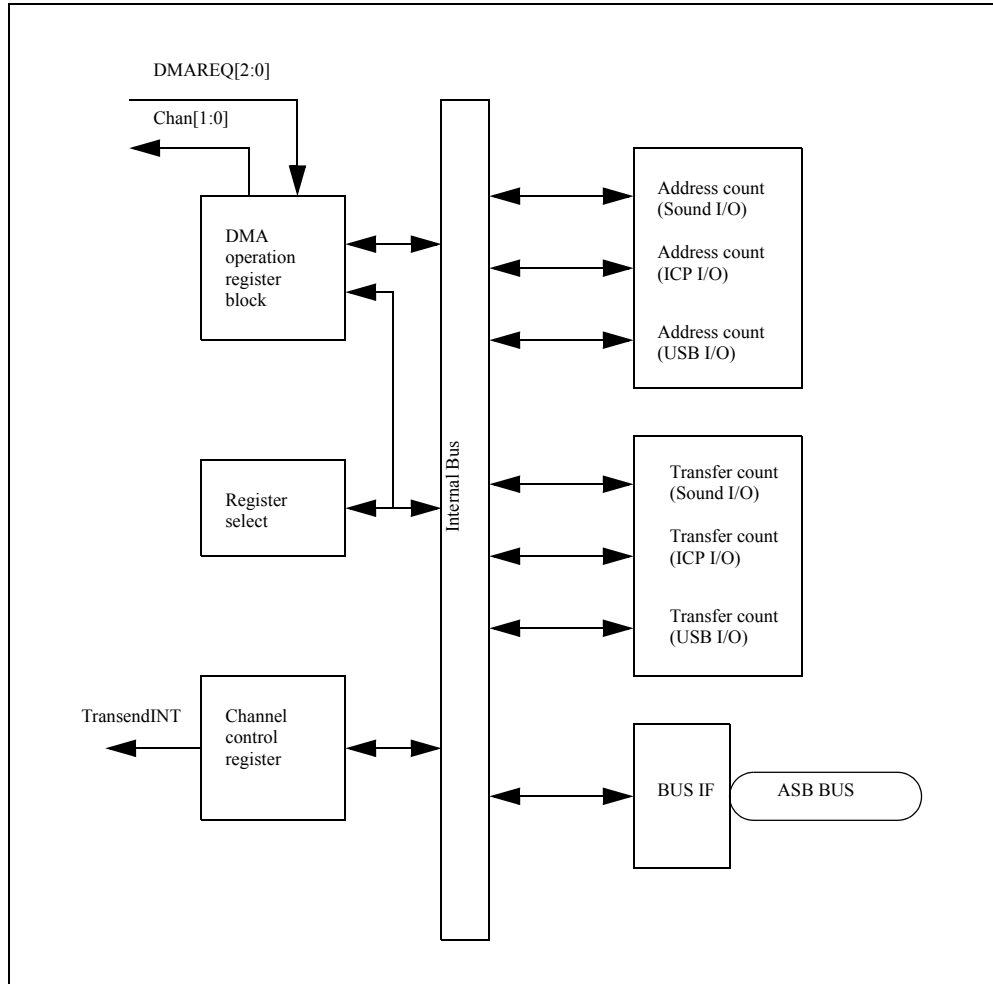 DMAREQ[2:0]
Chan[1:0]
DMA
operation
register
block
Register
select
TransendINT
Channel
control
register
Internal Bus
Address count
(Sound I/O)
Address count
(ICP I/O)
Address count
(USB I/O)
Transfer count
(Sound I/O)
Transfer count
(ICP I/O)
Transfer count
(USB I/O)
BUS IF
ASB BUS